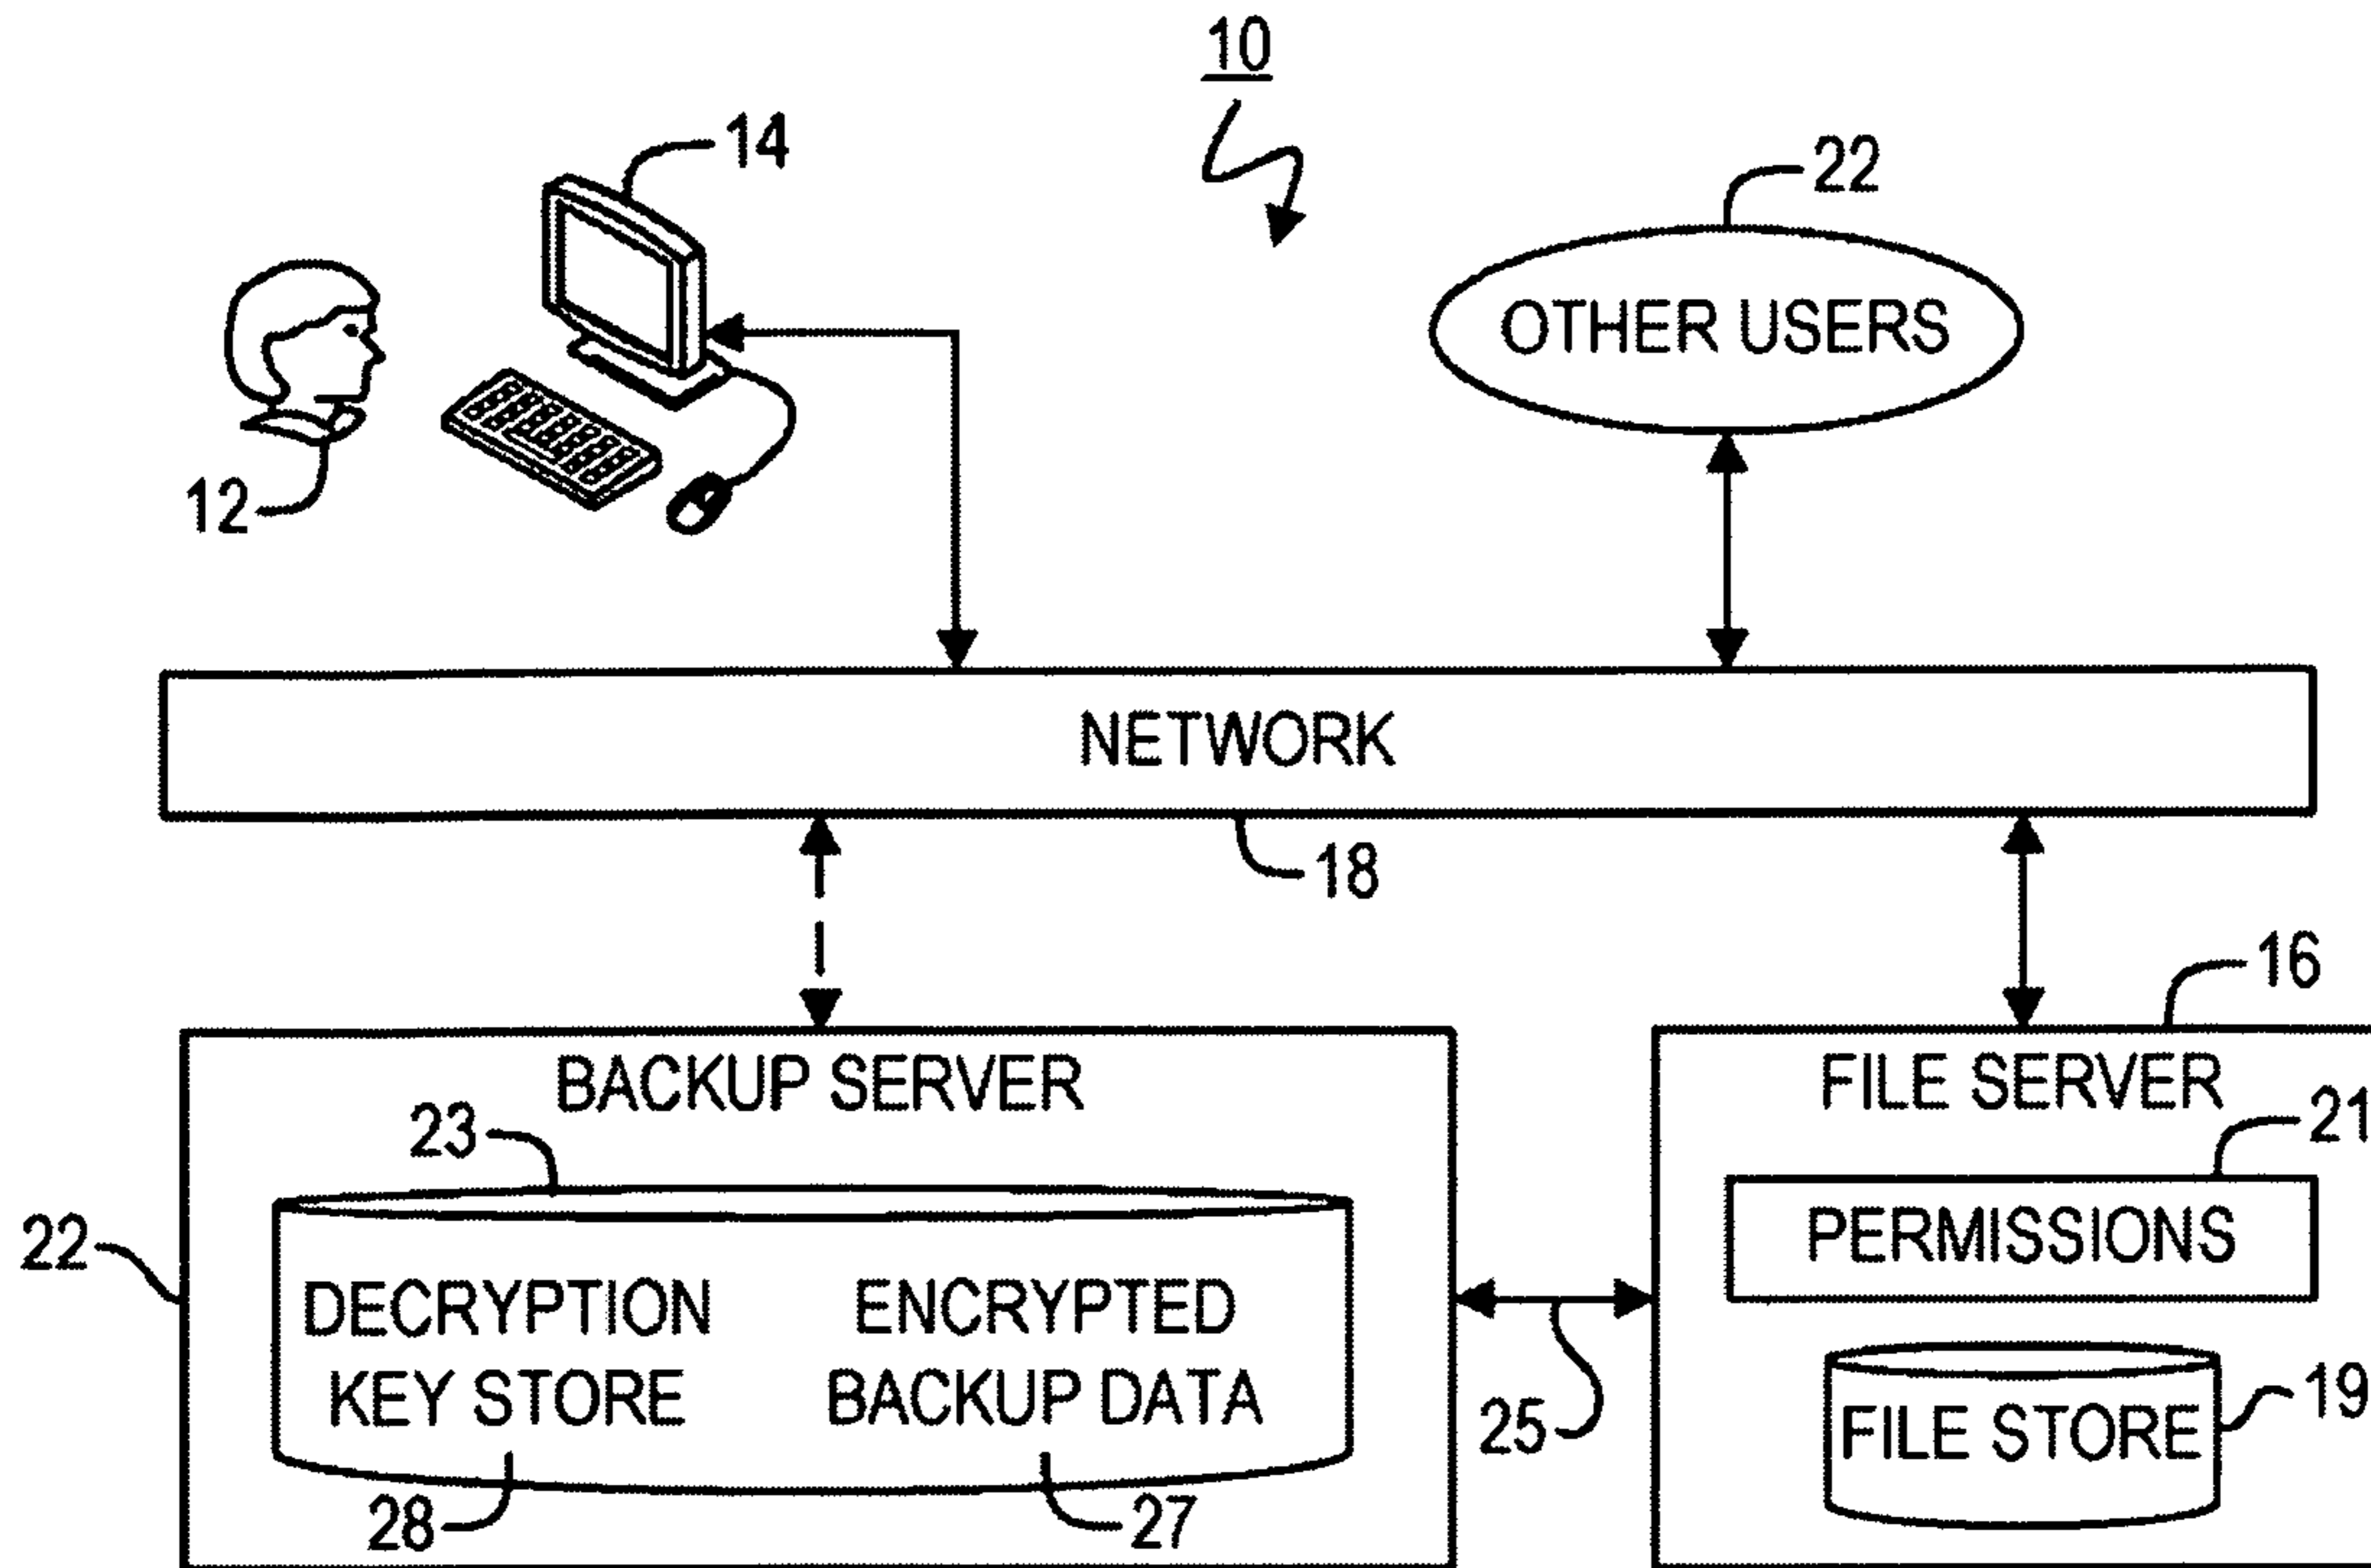 10
14
22
OTHER USERS
12
NETWORK
18
16
BACKUP SERVER
FILE SERVER
23
21
22
PERMISSIONS
DECRYPTION
KEY STORE
ENCRYPTED
BACKUP DATA
25
19
FILE STORE
28
27